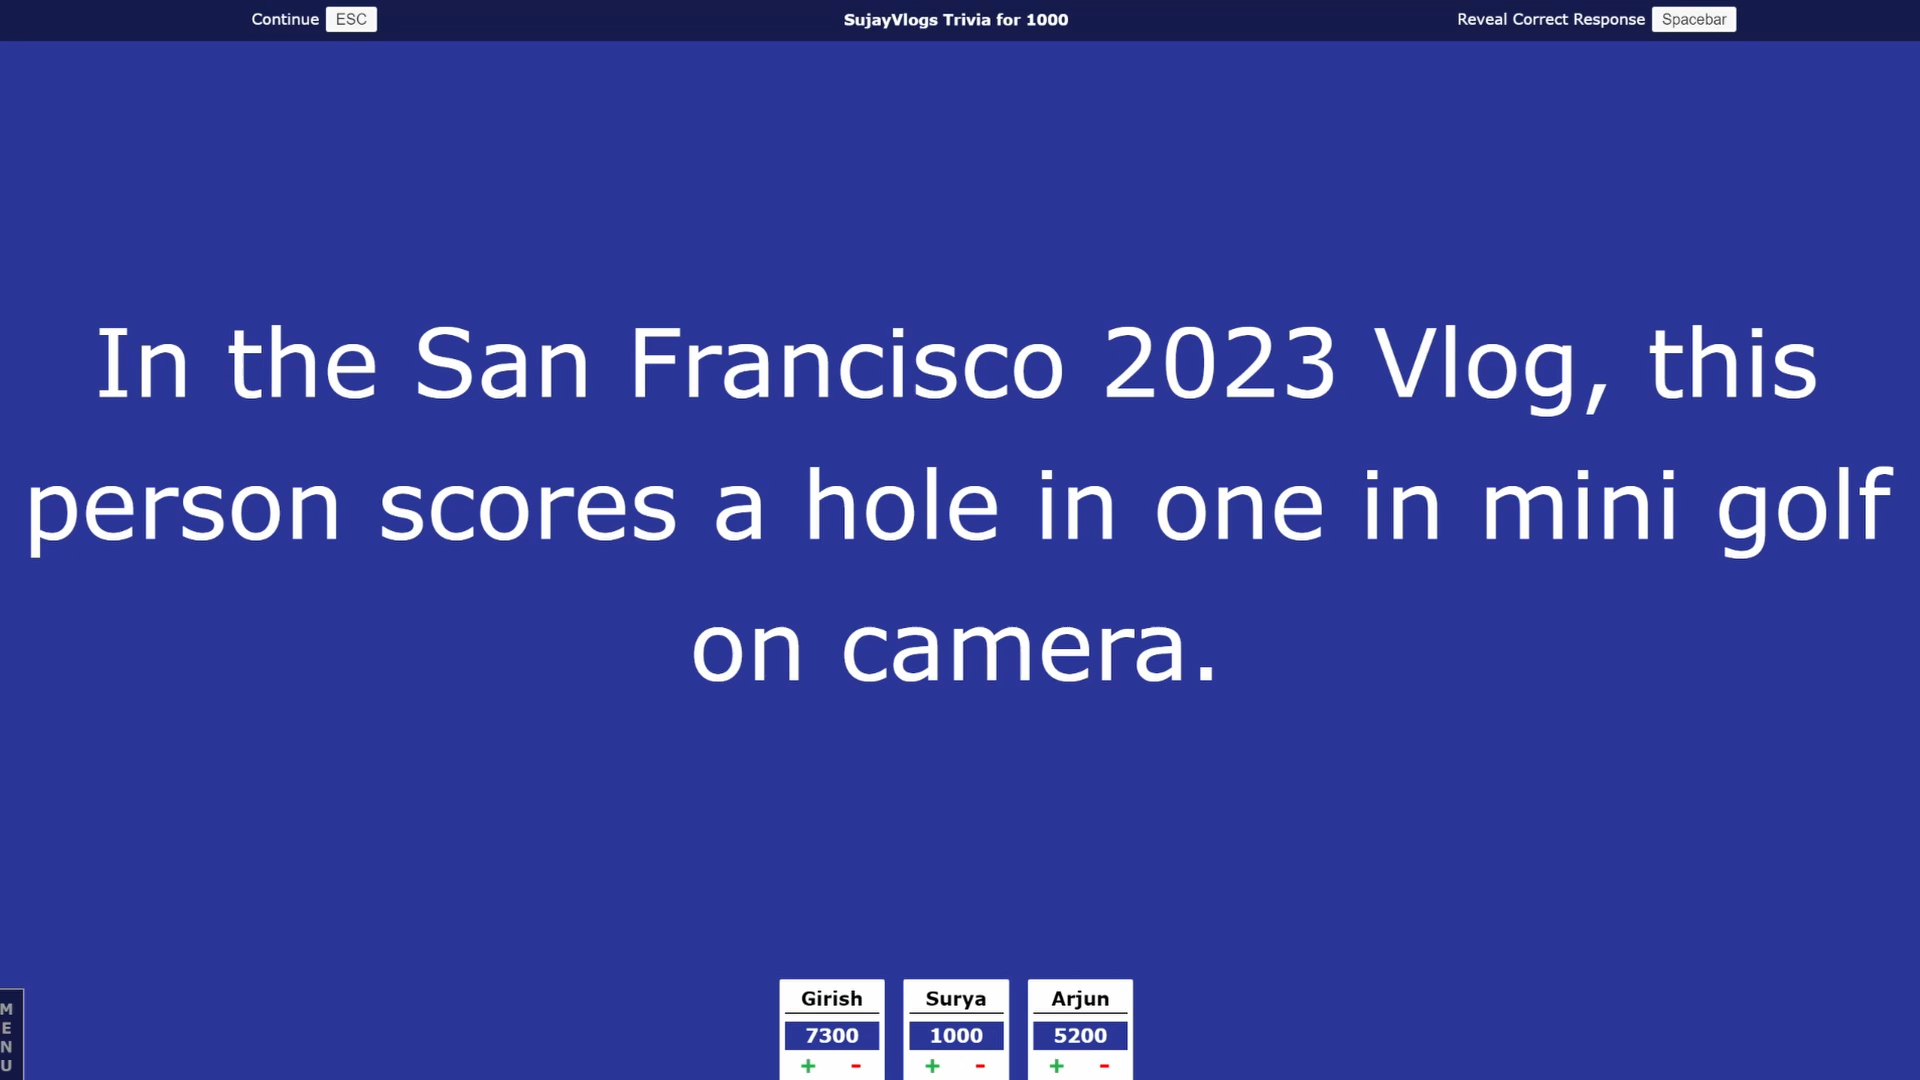 Continue ESC SujayVlogs Trivia for 1000 Reveal Correct Response Spacebar
In the San Francisco 2023 Vlog, this
person scores a hole in one in mini golf
on camera.
MENU
Girish Surya Arjun
7300 1000 5200
+ - + - + -